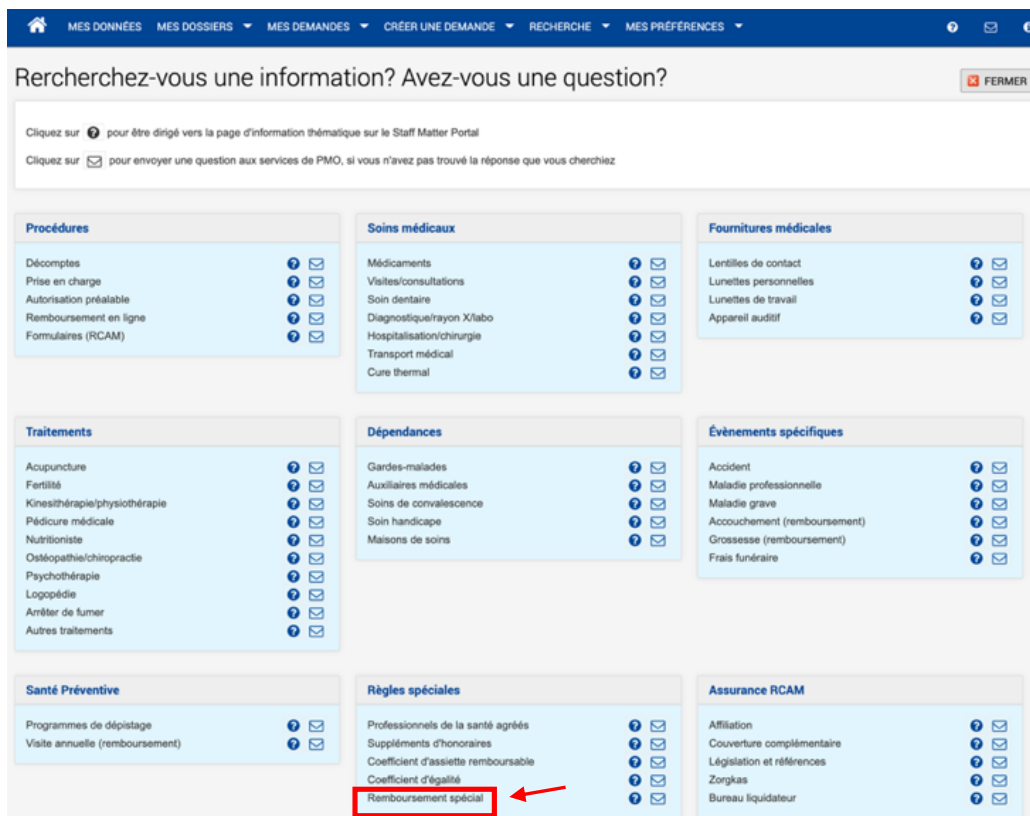 MES DONNÉES MES DOSSIERS MES DEMANDES CRÉER UNE DEMANDE RECHERCHE MES PRÉFÉRENCES
Rercherchez-vous une information? Avez-vous une question?
FERMER
Cliquez sur pour être dirigé vers la page d'information thématique sur le Staff Matter Portal
Cliquez sur pour envoyer une question aux services de PMO, si vous n'avez pas trouvé la réponse que vous cherchiez
Procédures
Décomptes
Prise en charge
Autorisation préalable
Remboursement en ligne
Formulaires (RCAM)
Soins médicaux
Médicaments
Visites/consultations
Soin dentaire
Diagnostique/rayon X/labo
Hospitalisation/chirurgie
Transport médical
Cure thermal
Fournitures médicales
Lentilles de contact
Lunettes personnelles
Lunettes de travail
Appareil auditif
Traitements
Acupuncture
Fertilité
Kinesithérapie/physiothérapie
Pédicure médicale
Nutritioniste
Ostéopathie/chiropractie
Psychothérapie
Logopédie
Arrêter de fumer
Autres traitements
Dépendances
Gardes-malades
Auxiliaires médicales
Soins de convalescence
Soin handicape
Maisons de soins
Évènements spécifiques
Accident
Maladie professionnelle
Maladie grave
Accouchement (remboursement)
Grossesse (remboursement)
Frais funéraire
Santé Préventive
Programmes de dépistage
Visite annuelle (remboursement)
Règles spéciales
Professionnels de la santé agréés
Suppléments d'honoraires
Coefficient d'assiette remboursable
Coefficient d'égalité
Remboursement spécial
Assurance RCAM
Affiliation
Couverture complémentaire
Législation et références
Zorgkas
Bureau liquidateur